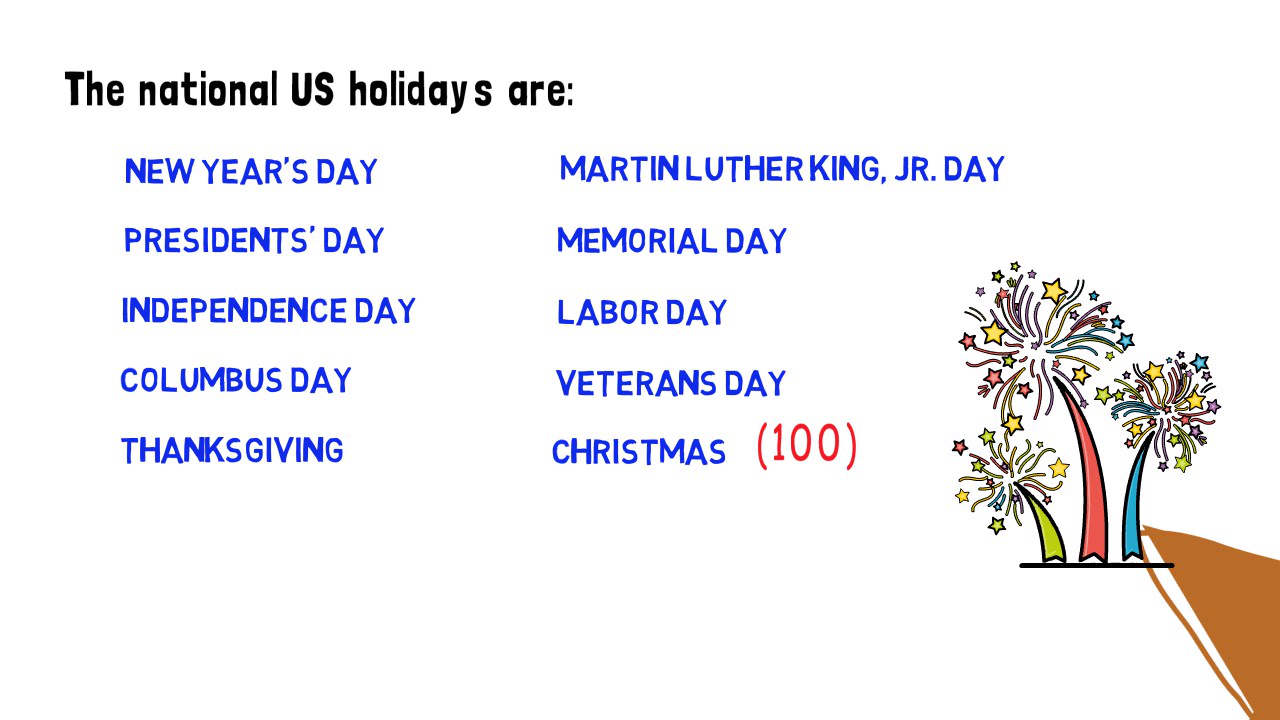 The national US holidays are:
NEW YEAR'S DAY
MARTIN LUTHER KING, JR. DAY
PRESIDENTS' DAY
MEMORIAL DAY
INDEPENDENCE DAY
LABOR DAY
COLUMBUS DAY
VETERANS DAY
THANKSGIVING
CHRISTMAS (100)